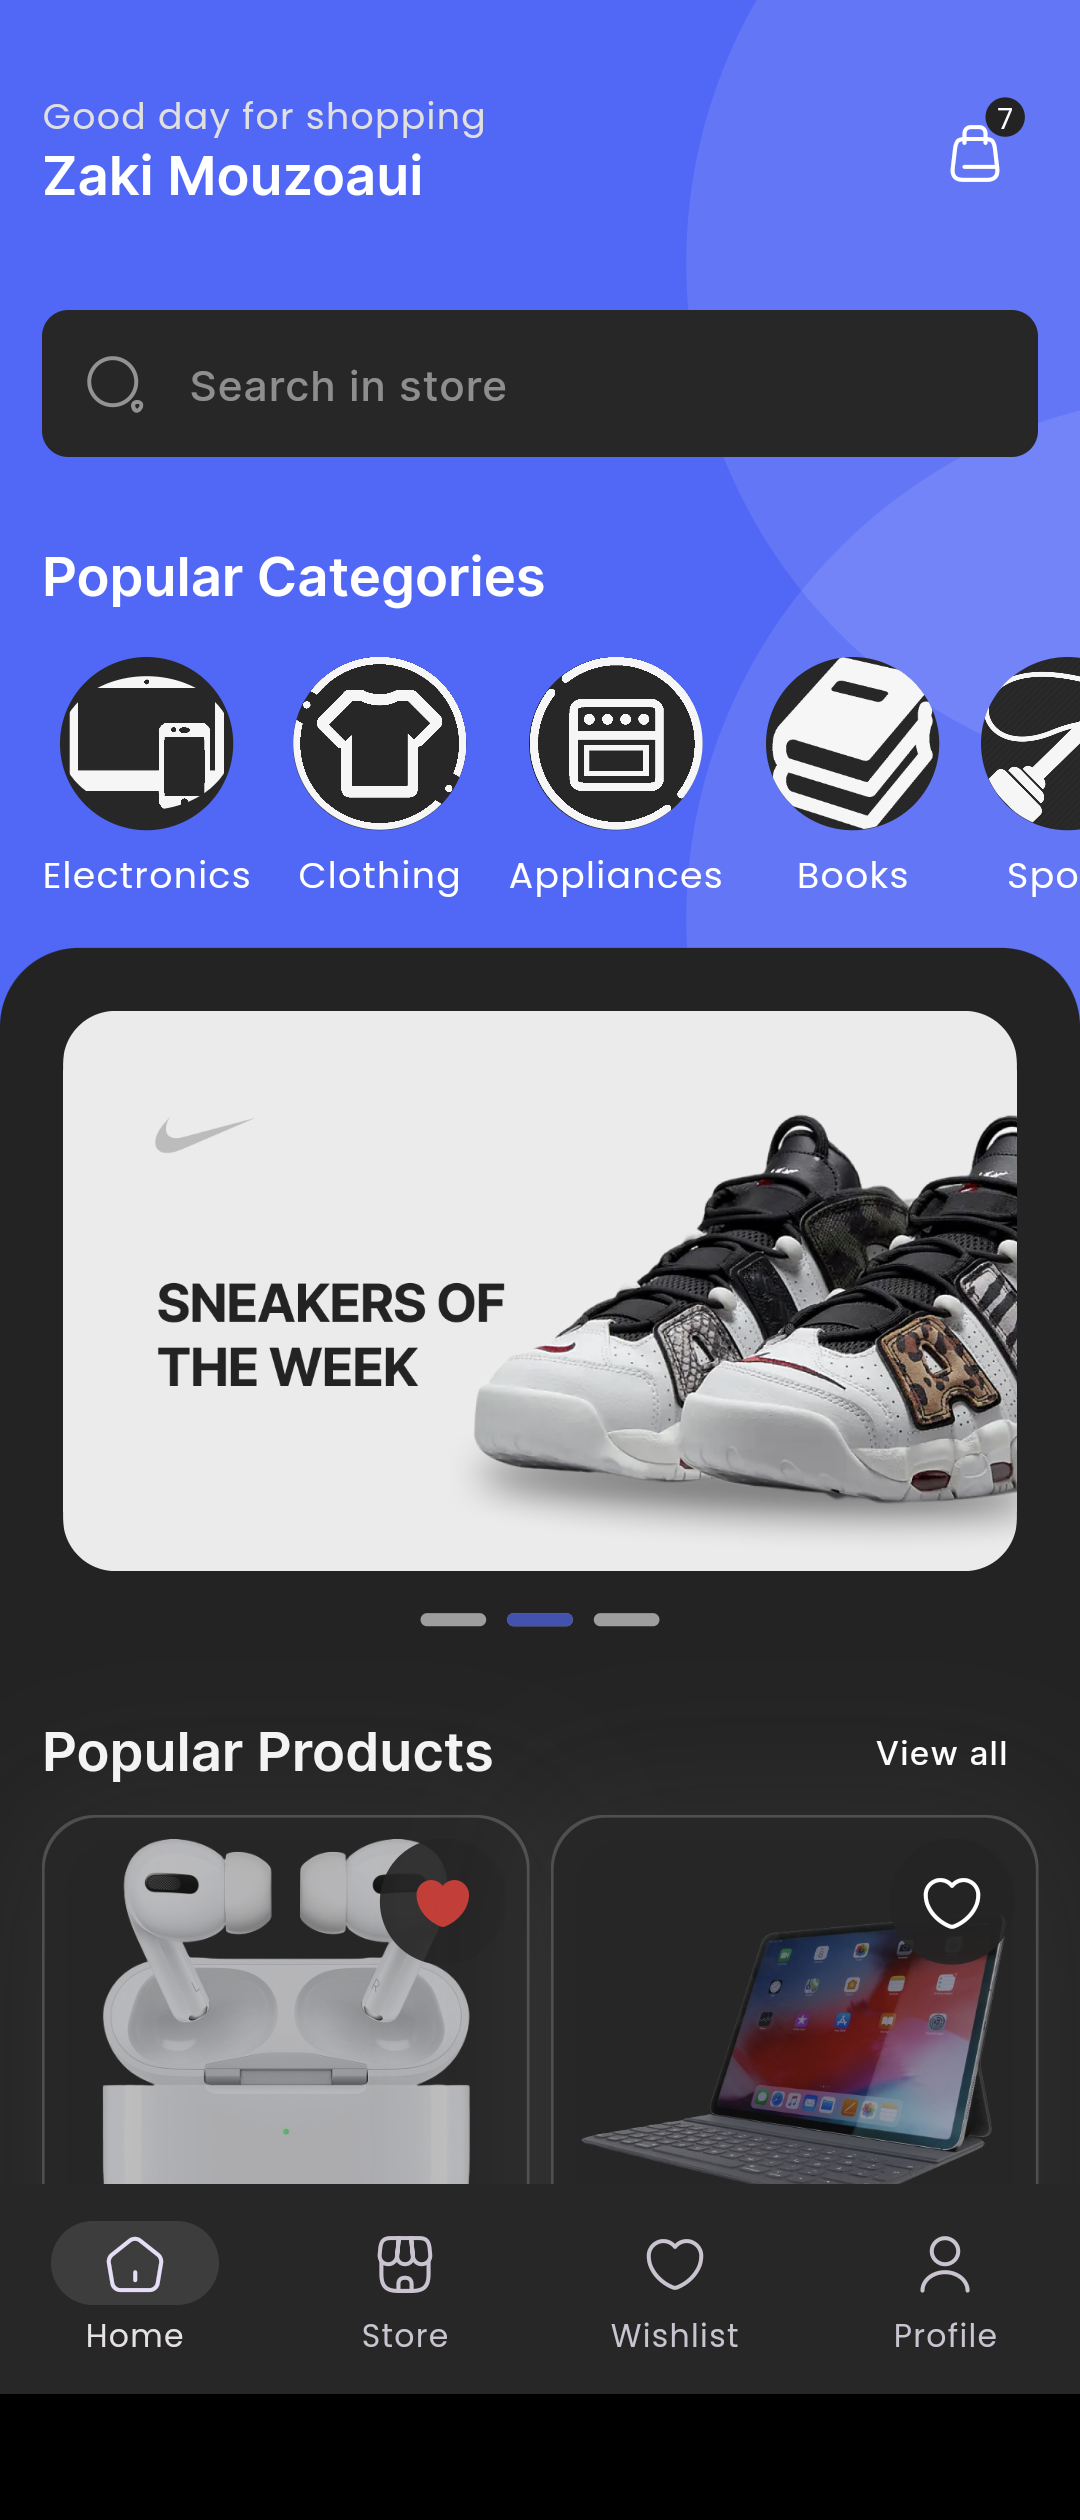 Good day for shopping
Zaki Mouzoaui
7
Search in store
Popular Categories
Electronics
Clothing
Appliances
Books
Spo
SNEAKERS OF
THE WEEK
Popular Products
View all
Home
Store
Wishlist
Profile